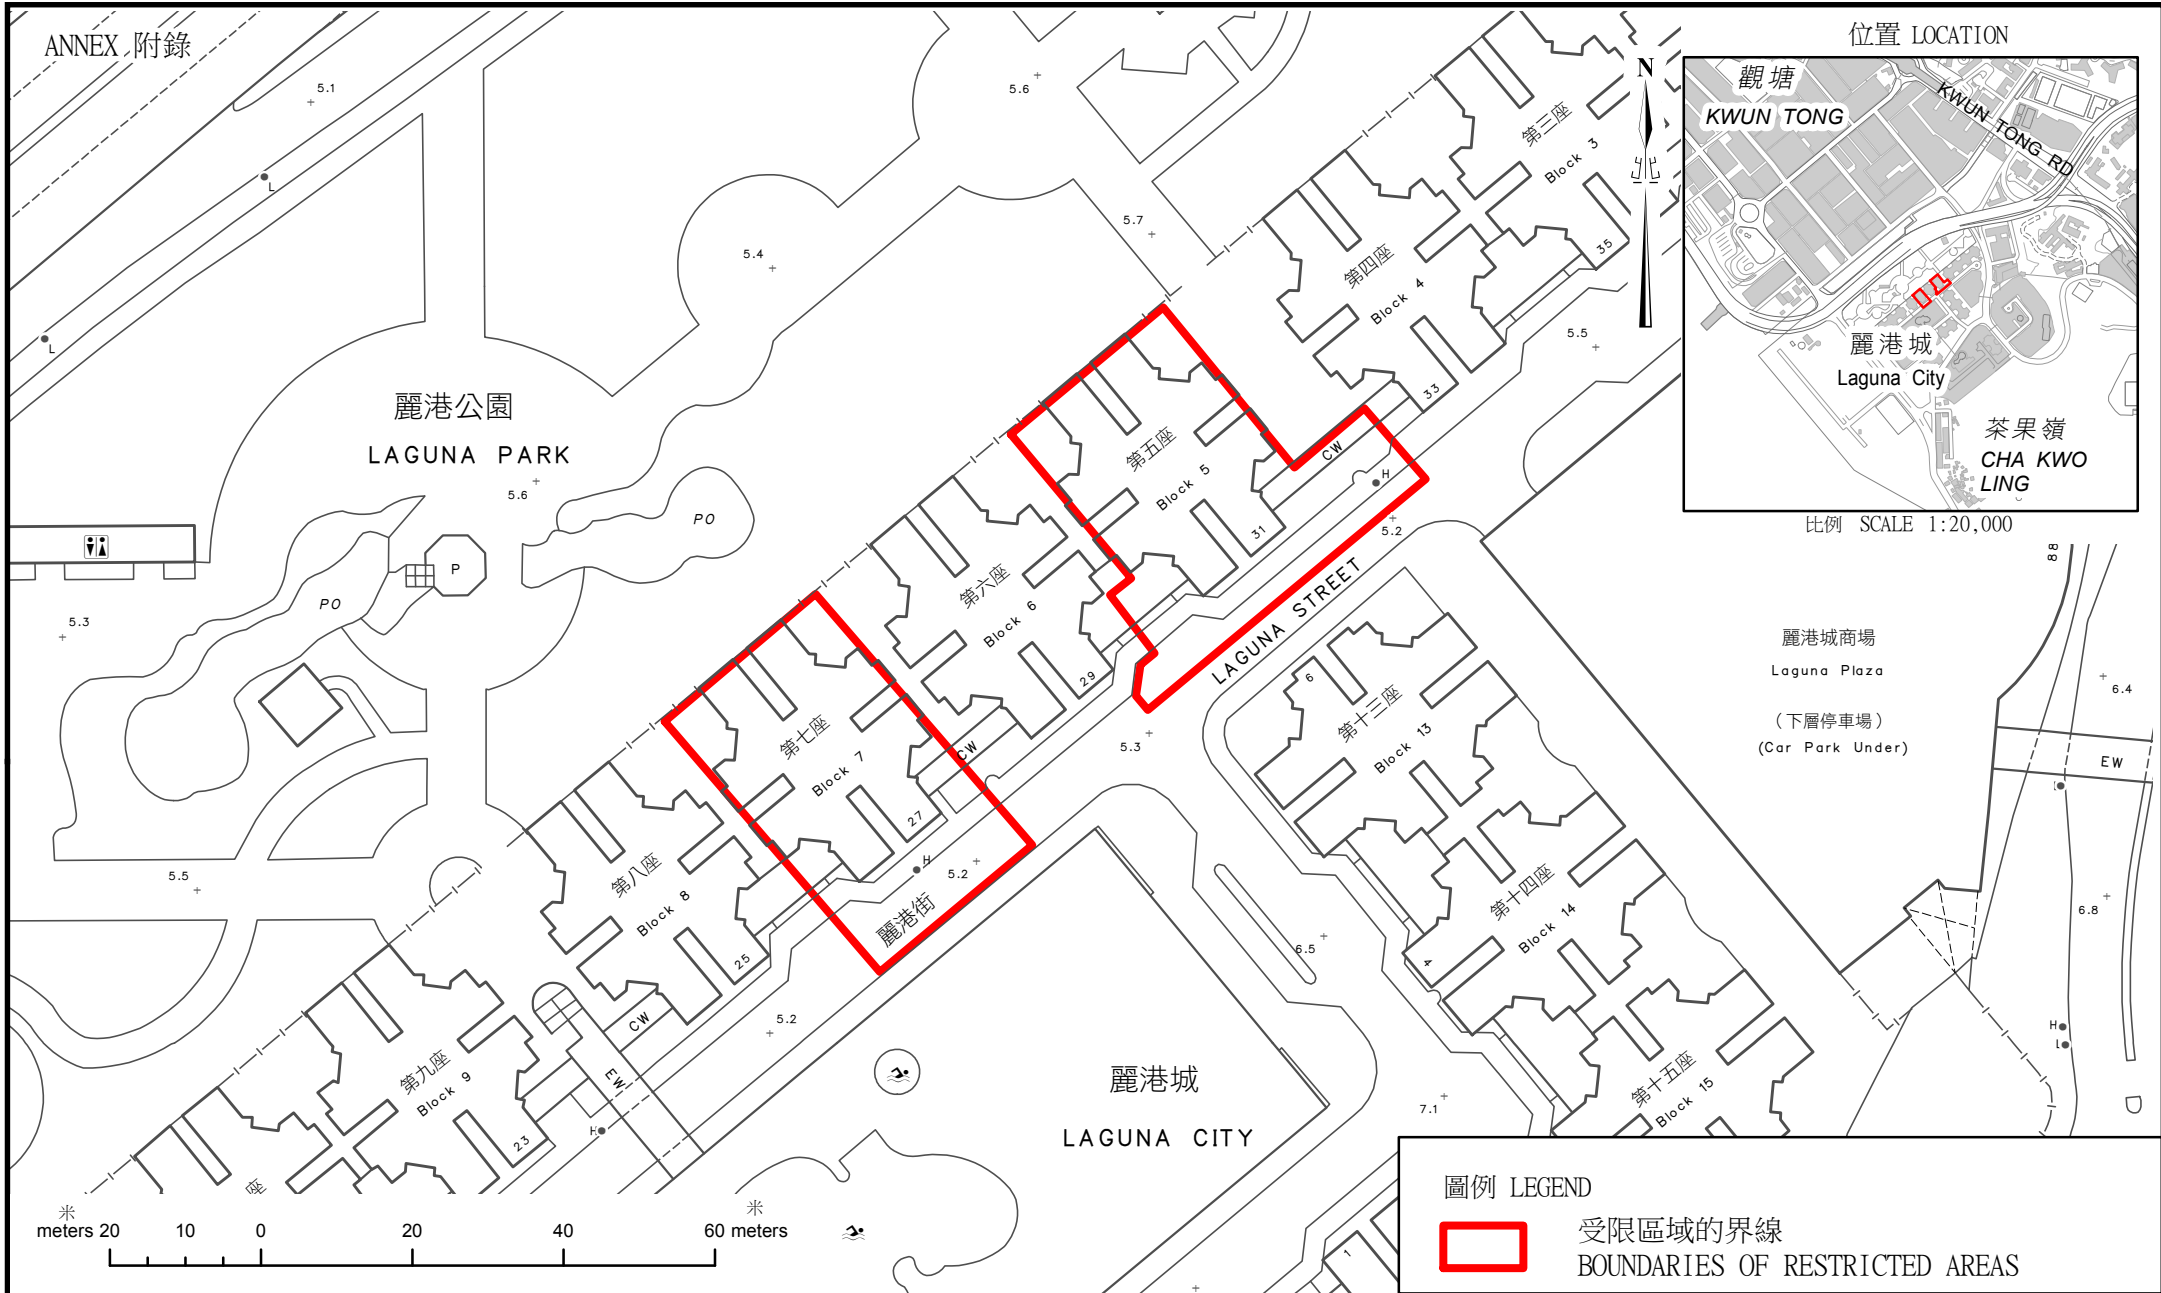 ANNEX 附錄
位置 LOCATION
N
觀塘
KWUN TONG
KWUN TONG RD
麗港城
Laguna City
茶果嶺
CHA KWO
LING
比例 SCALE 1:20,000
5.1
L
L
5.6
5.4
5.7
第三座
Block 3
35
第四座
Block 4
33
5.5
麗港公園
LAGUNA PARK
5.6
PO
P
PO
5.3
第五座
Block 5
31
CW
H
5.2
LAGUNA STREET
第六座
Block 6
29
第七座
Block 7
27
CW
H
5.2
麗港街
5.3
第八座
Block 8
25
CW
5.2
5.5
第九座
Block 9
23
EW
H
座
6
第十三座
Block 13
第十四座
Block 14
4
6.5
第十五座
Block 15
7.1
1
88
麗港城商場
Laguna Plaza
(下層停車場)
(Car Park Under)
6.4
EW
6.8
H
L
麗港城
LAGUNA CITY
米
meters 20 10 0 20 40 60 meters
米
圖例 LEGEND
受限區域的界線
BOUNDARIES OF RESTRICTED AREAS